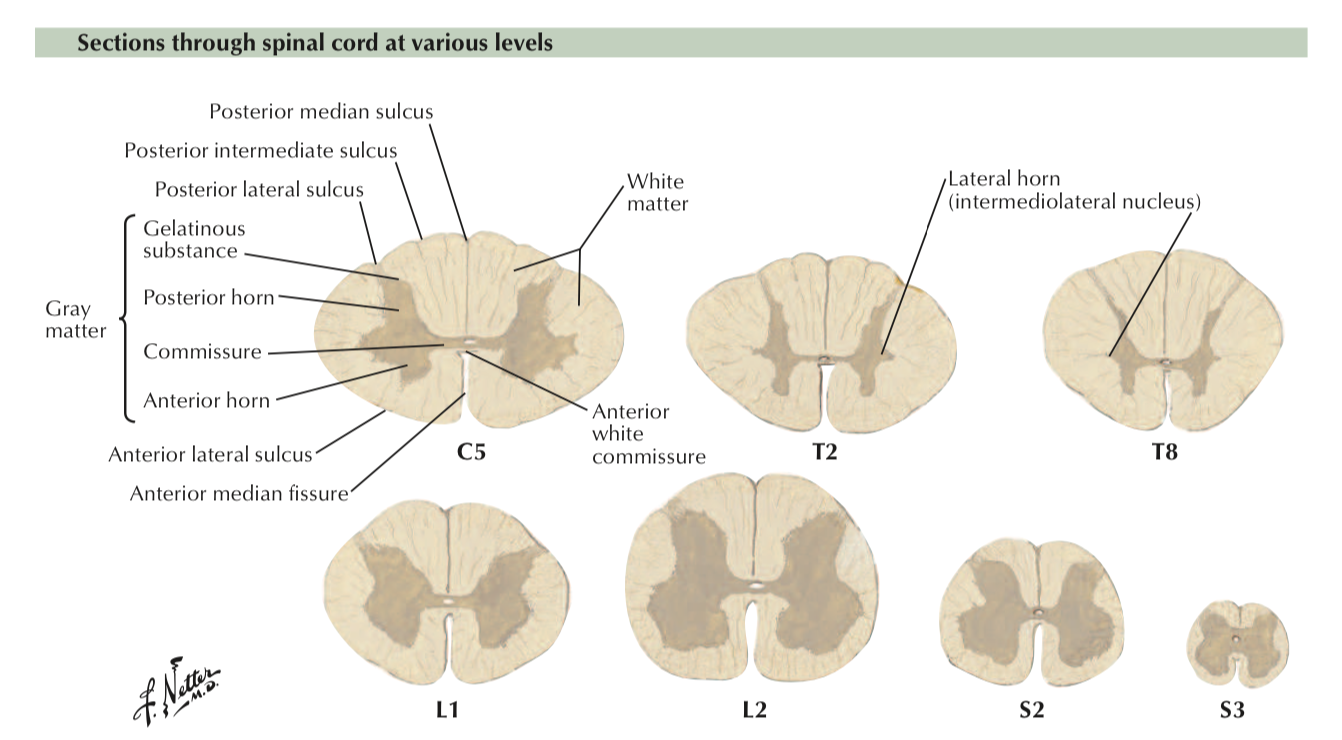 Sections through spinal cord at various levels
Posterior median sulcus
Posterior intermediate sulcus
Posterior lateral sulcus
Gelatinous
substance
Posterior horn
Gray
matter
Commissure
Anterior horn
Anterior lateral sulcus
Anterior median fissure
White
matter
Anterior
white
commissure
Lateral horn
(intermediolateral nucleus)
C5
T2
T8
L1
L2
S2
S3
f. Netter
M.D.